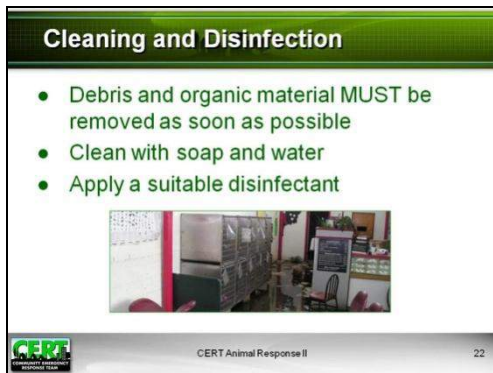 Cleaning and Disinfection
● Debris and organic material MUST be
removed as soon as possible
● Clean with soap and water
● Apply a suitable disinfectant
CERT
COMMUNITY EMERGENCY
RESPONSE TEAM
CERT Animal Response II
22